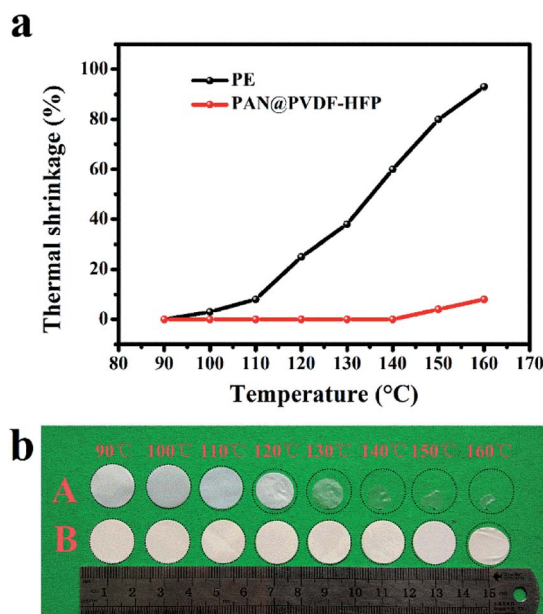 a
100
80
60
40
20
0
Thermal shrinkage (%)
PE
PAN@PVDF-HFP
80 90 100 110 120 130 140 150 160 170
Temperature (°C)
b
90℃ 100℃ 110℃ 120℃ 130℃ 140℃ 150℃ 160℃
A
B
1 2 3 4 5 6 7 8 9 10 11 12 13 14 15